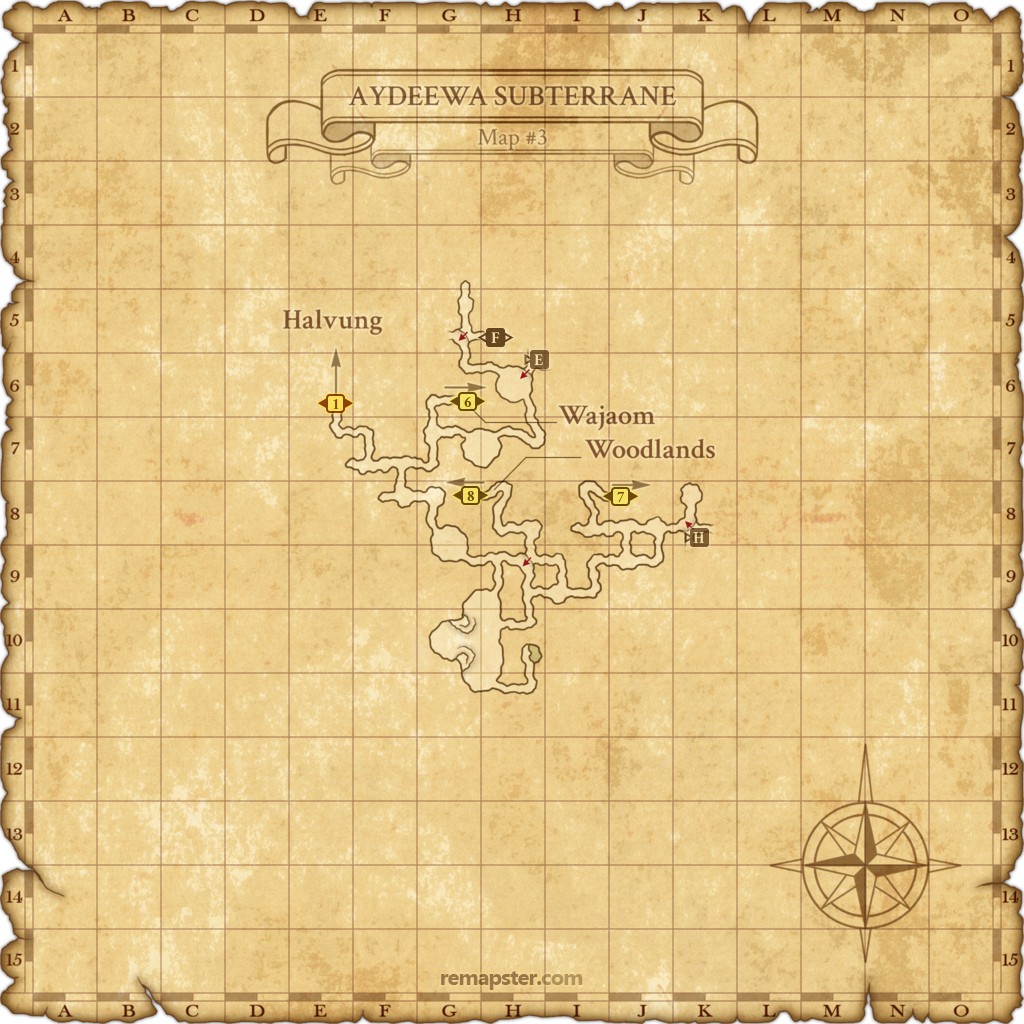 A B C D E F G H I J K L M N O
AYDEEWA SUBTERRANE
Map #3
1 1
2 2
3 3
4 4
5 5
6 6
7 7
8 8
9 9
10 10
11 11
12 12
13 13
14 14
15 15
Halvung
F
E
1
6
Wajaom
Woodlands
8
7
H
remapster.com
A B C D E F G H I J K L M N O